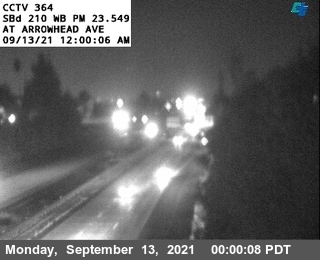 CCTV 364
SBd 210 WB PM 23.549
AT ARROWHEAD AVE
09/13/21 12:00:06 AM
Monday, September 13, 2021 00:00:08 PDT